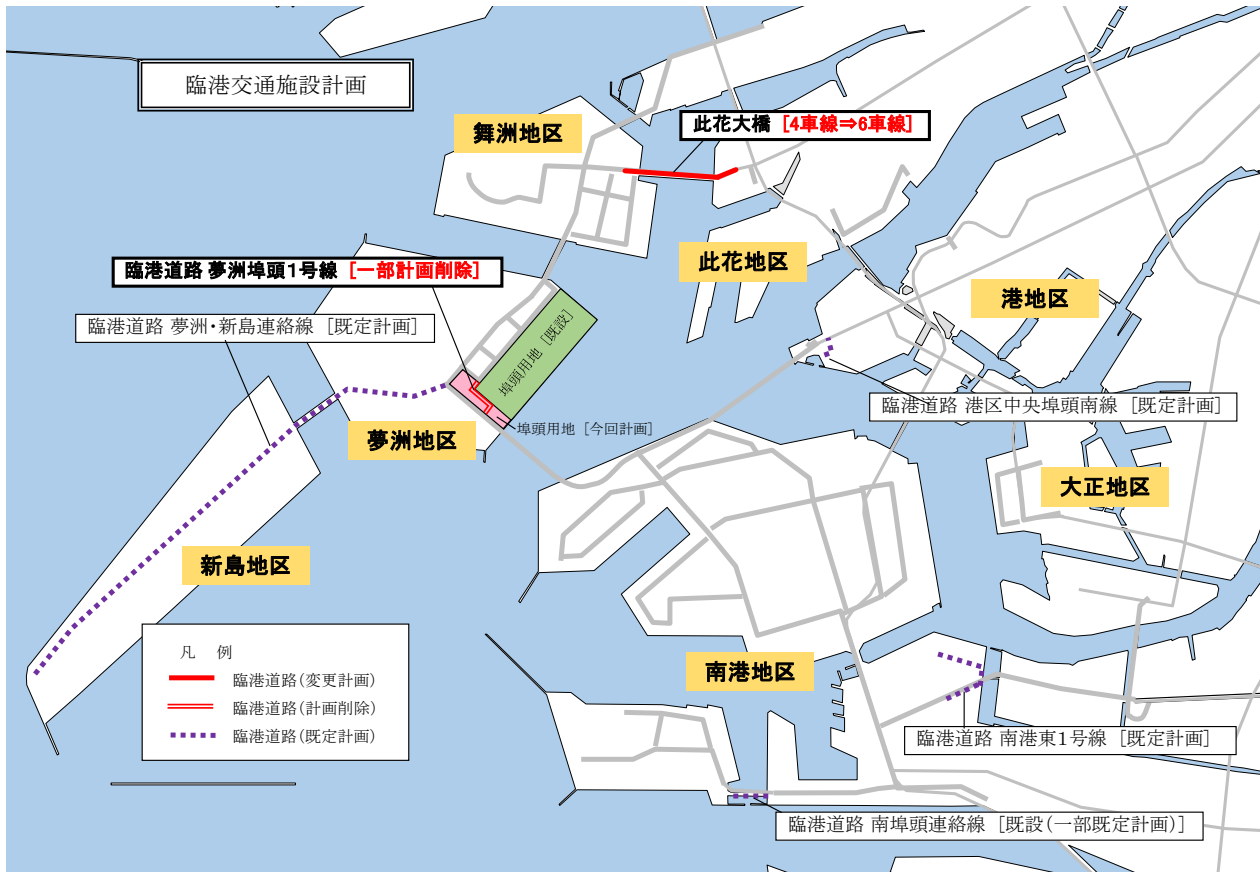 臨港交通施設計画
舞洲地区
此花大橋 [4車線⇒6車線]
此花地区
臨港道路 夢洲埠頭1号線 [一部計画削除]
港地区
臨港道路 夢洲・新島連絡線 [既定計画]
埠頭用地 [既設]
臨港道路 港区中央埠頭南線 [既定計画]
埠頭用地 [今回計画]
夢洲地区
大正地区
新島地区
凡 例
臨港道路(変更計画)
臨港道路(計画削除)
臨港道路(既定計画)
南港地区
臨港道路 南港東1号線 [既定計画]
臨港道路 南埠頭連絡線 [既設(一部既定計画)]